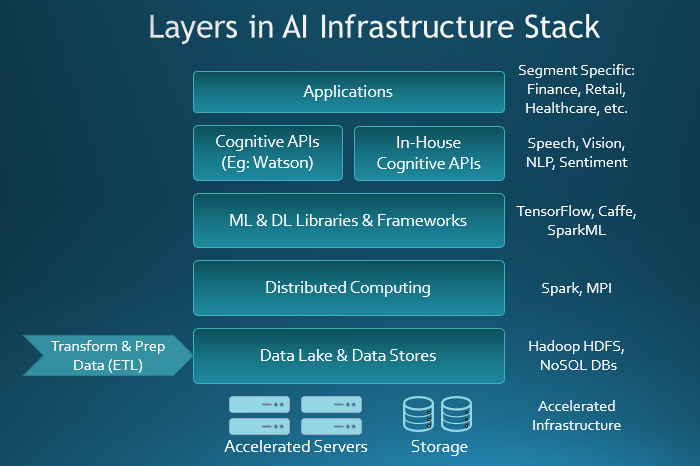 Layers in AI Infrastructure Stack
Applications
Segment Specific:
Finance, Retail,
Healthcare, etc.
Cognitive APIs
(Eg: Watson)
In-House
Cognitive APIs
Speech, Vision,
NLP, Sentiment
ML & DL Libraries & Frameworks
TensorFlow, Caffe,
SparkML
Distributed Computing
Spark, MPI
Transform & Prep
Data (ETL)
Data Lake & Data Stores
Hadoop HDFS,
NoSQL DBs
Accelerated Servers
Storage
Accelerated
Infrastructure